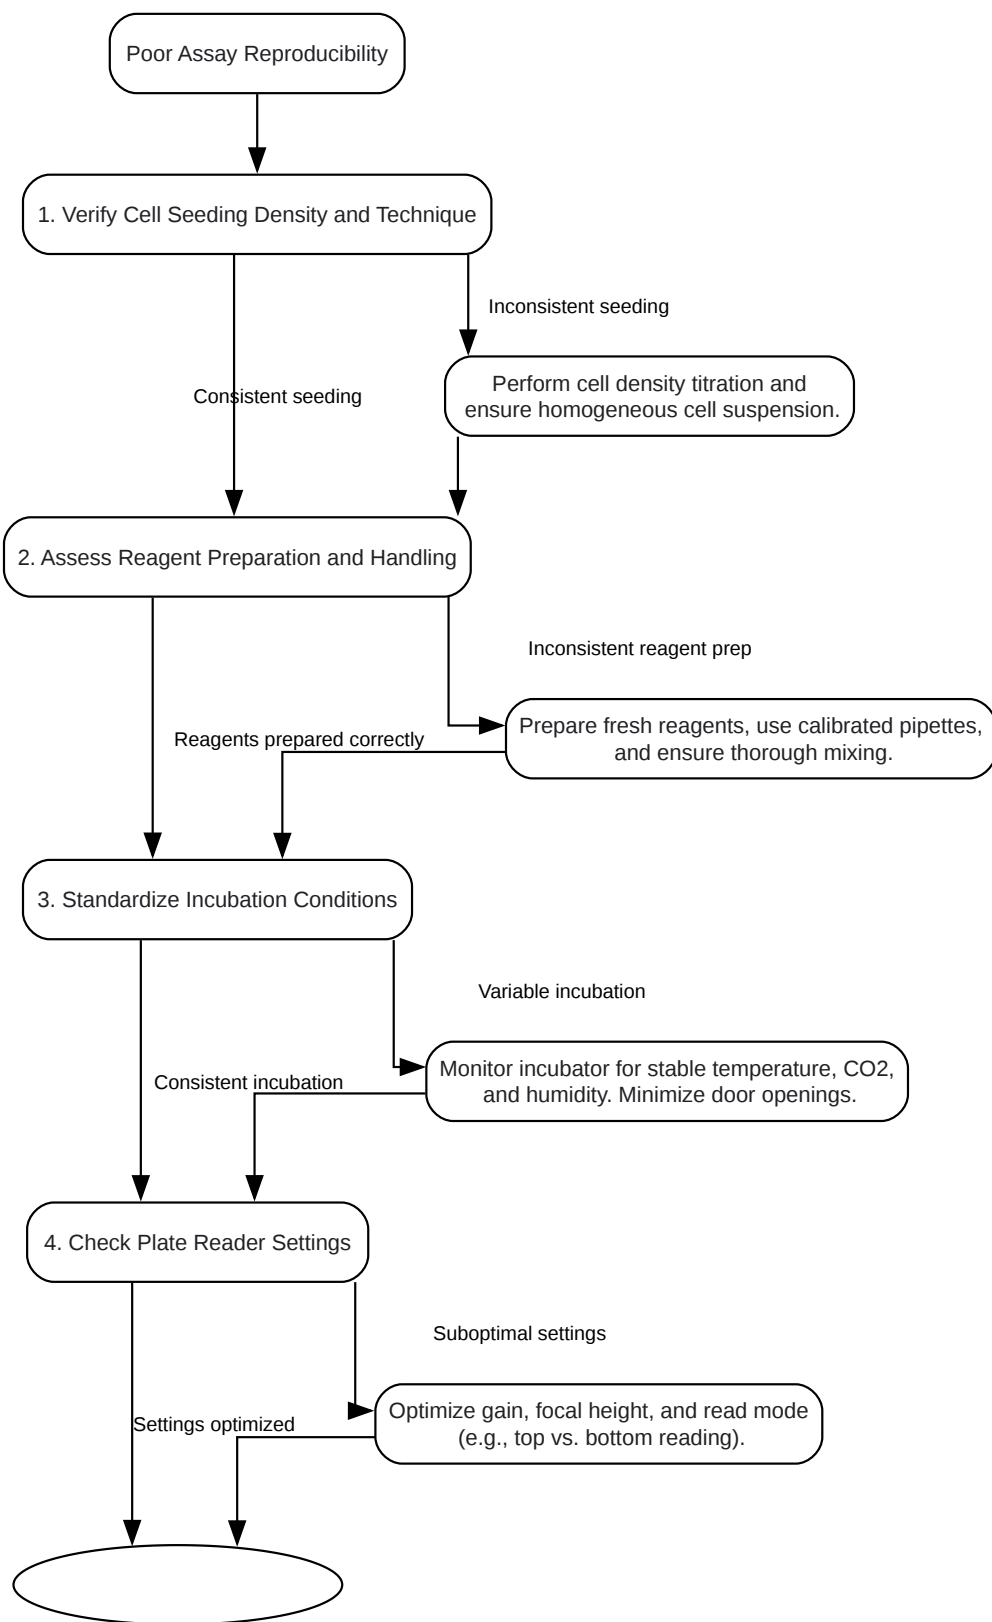 Poor Assay Reproducibility
1. Verify Cell Seeding Density and Technique
Inconsistent seeding
Consistent seeding
Perform cell density titration and
ensure homogeneous cell suspension.
2. Assess Reagent Preparation and Handling
Inconsistent reagent prep
Reagents prepared correctly
Prepare fresh reagents, use calibrated pipettes,
and ensure thorough mixing.
3. Standardize Incubation Conditions
Variable incubation
Consistent incubation
Monitor incubator for stable temperature, CO2,
and humidity. Minimize door openings.
4. Check Plate Reader Settings
Suboptimal settings
Settings optimized
Optimize gain, focal height, and read mode
(e.g., top vs. bottom reading).